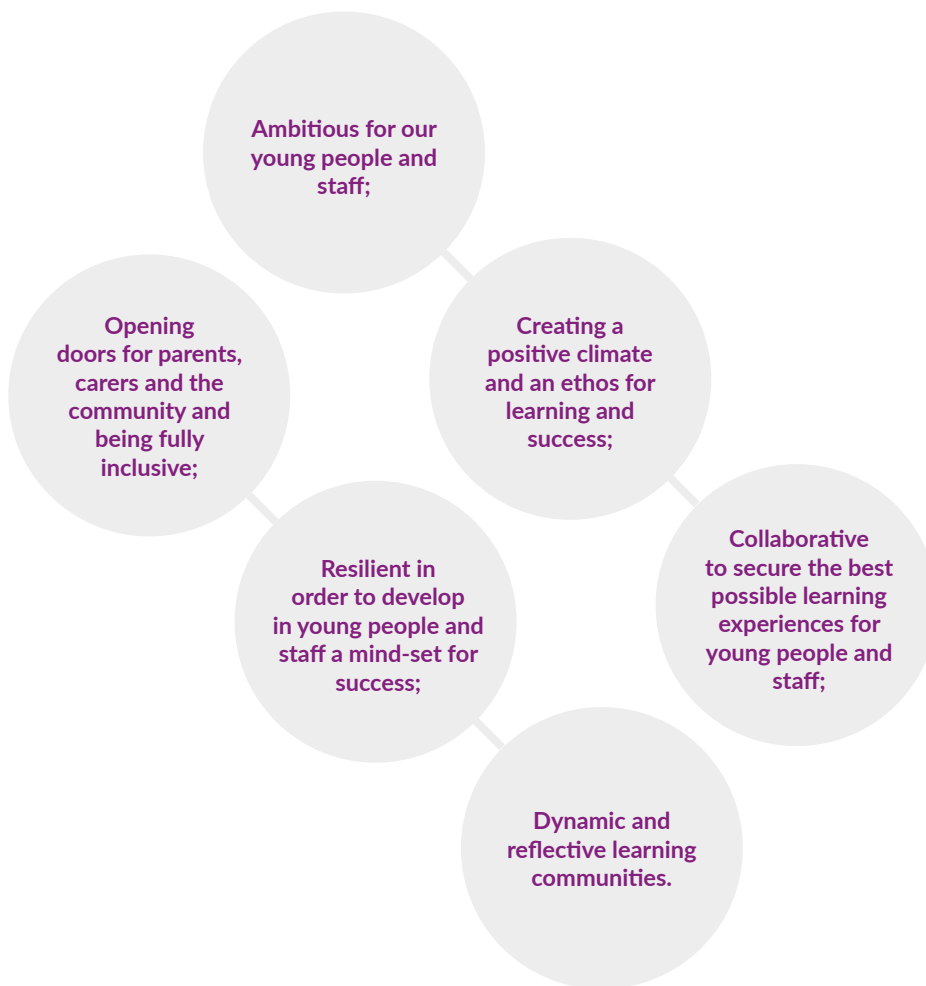 Ambitious for our
young people and
staff;
Creating a
positive climate
and an ethos for
learning and
success;
Collaborative
to secure the best
possible learning
experiences for
young people and
staff;
Opening
doors for parents,
carers and the
community and
being fully
inclusive;
Resilient in
order to develop
in young people and
staff a mind-set for
success;
Dynamic and
reflective learning
communities.